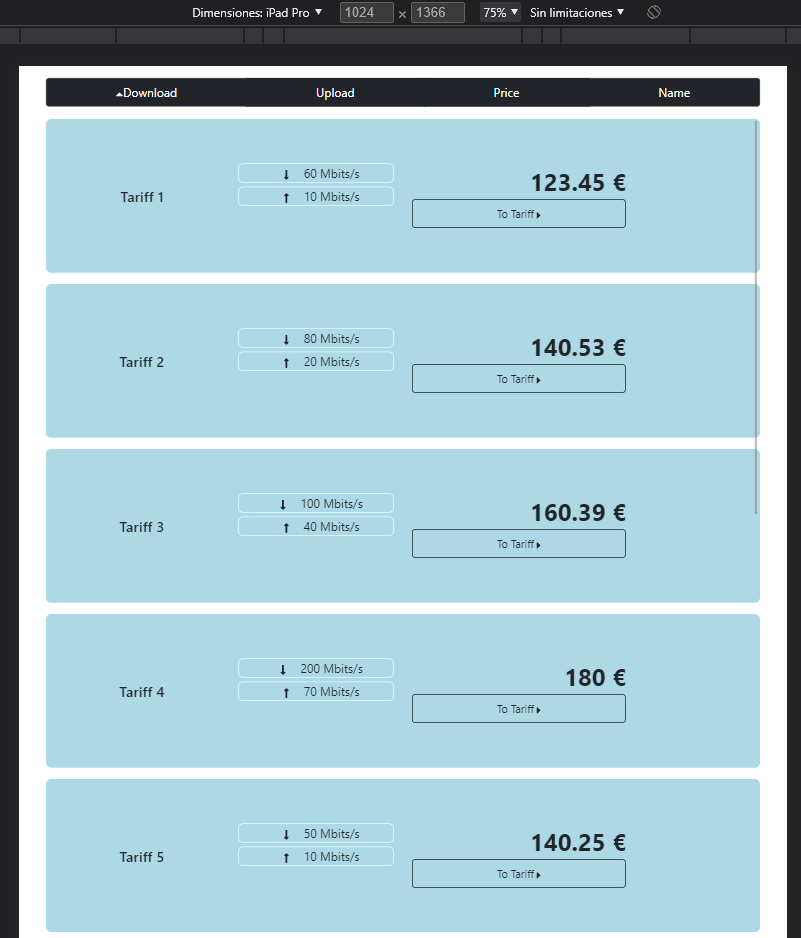 Dimensiones: iPad Pro ▼ 1024 × 1366 75% ▼ Sin limitaciones ▼
Download Upload Price Name
Tariff 1
60 Mbits/s
10 Mbits/s
123.45 €
To Tariff
Tariff 2
80 Mbits/s
20 Mbits/s
140.53 €
To Tariff
Tariff 3
100 Mbits/s
40 Mbits/s
160.39 €
To Tariff
Tariff 4
200 Mbits/s
70 Mbits/s
180 €
To Tariff
Tariff 5
50 Mbits/s
10 Mbits/s
140.25 €
To Tariff